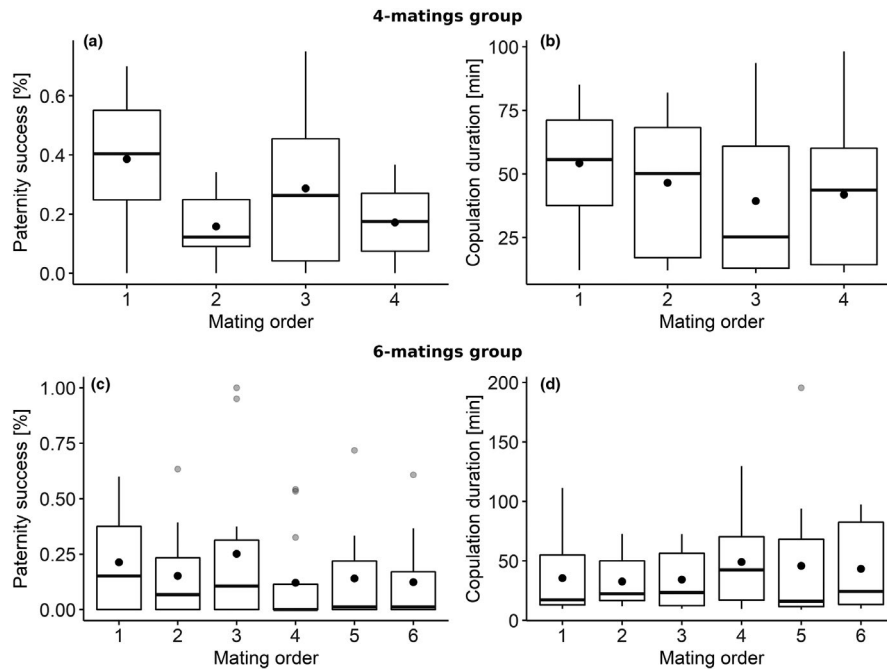 4-matings group
(a)
Paternity success [%]
0.6
0.4
0.2
0.0
1 2 3 4
Mating order
(b)
Copulation duration [min]
100
75
50
25
1 2 3 4
Mating order
6-matings group
(c)
Paternity success [%]
1.00
0.75
0.50
0.25
0.00
1 2 3 4 5 6
Mating order
(d)
Copulation duration [min]
200
150
100
50
0
1 2 3 4 5 6
Mating order